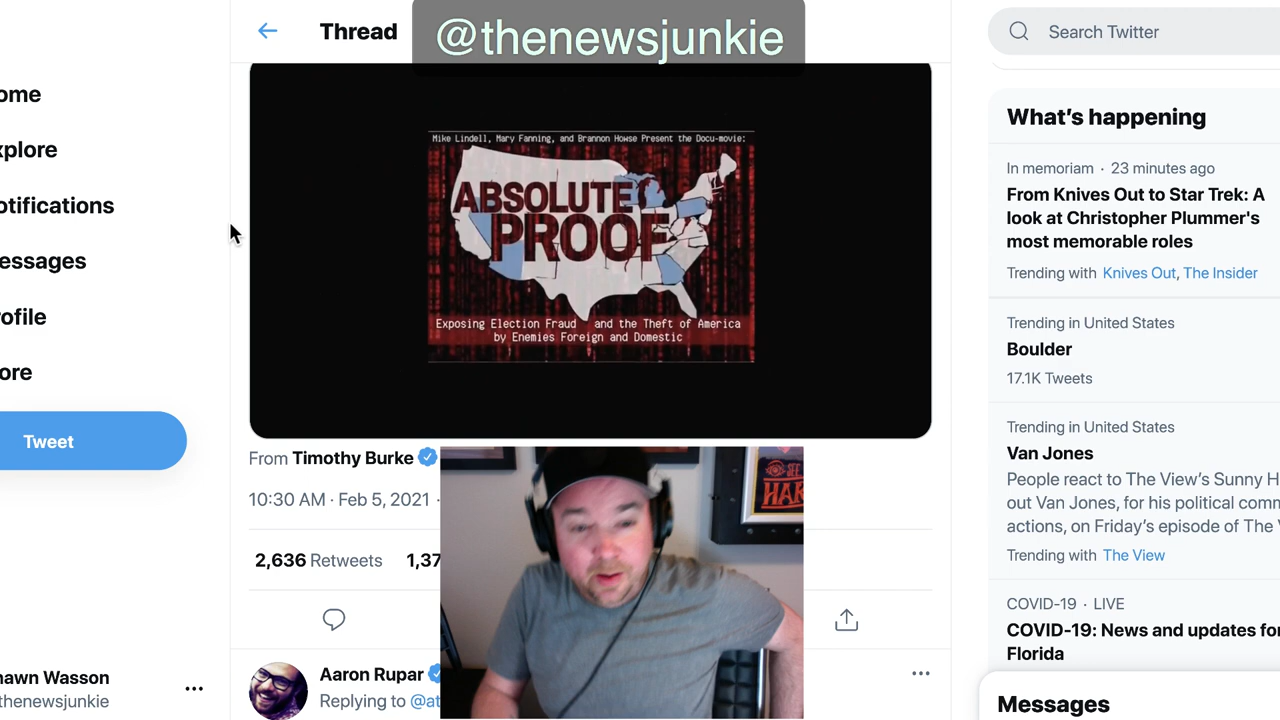 Thread
@thenewsjunkie
Search Twitter
ome
xplore
otifications
essages
rofile
ore
Tweet
hawn Wasson
thenewsjunkie
Mike Lindell, Mary Fanning, and Brannon Howse Present the Docu-movie:
ABSOLUTE
PROOF
Exposing Election Fraud and the Theft of America
by Enemies Foreign and Domestic
From Timothy Burke
10:30 AM · Feb 5, 2021 ·
2,636 Retweets 1,37
SEE
HAR
Aaron Rupar
Replying to @at
What's happening
In memoriam · 23 minutes ago
From Knives Out to Star Trek: A
look at Christopher Plummer's
most memorable roles
Trending with Knives Out, The Insider
Trending in United States
Boulder
17.1K Tweets
Trending in United States
Van Jones
People react to The View's Sunny H
out Van Jones, for his political comm
actions, on Friday's episode of The V
Trending with The View
COVID-19 · LIVE
COVID-19: News and updates for
Florida
Messages